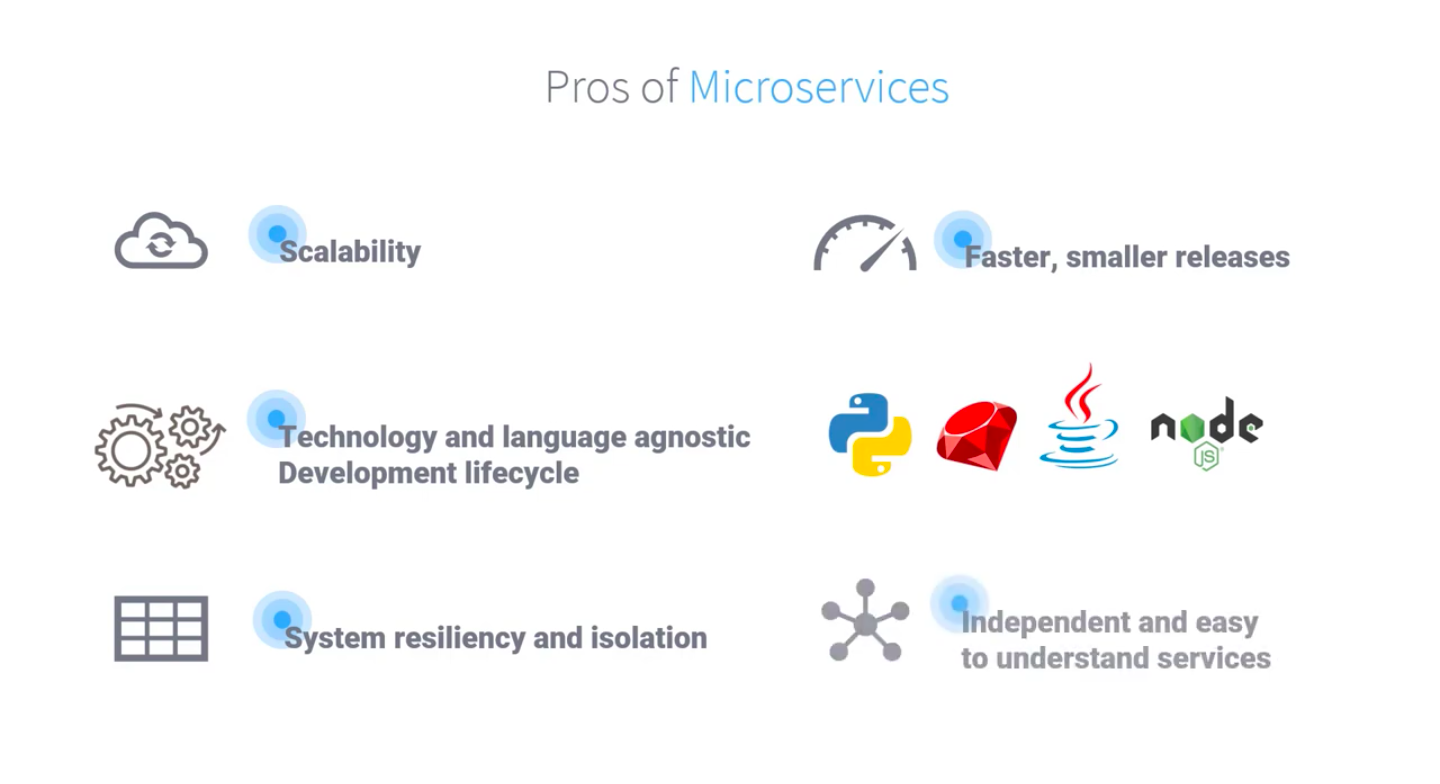 Pros of Microservices
Scalability
Faster, smaller releases
Technology and language agnostic
Development lifecycle
node
JS
System resiliency and isolation
Independent and easy
to understand services